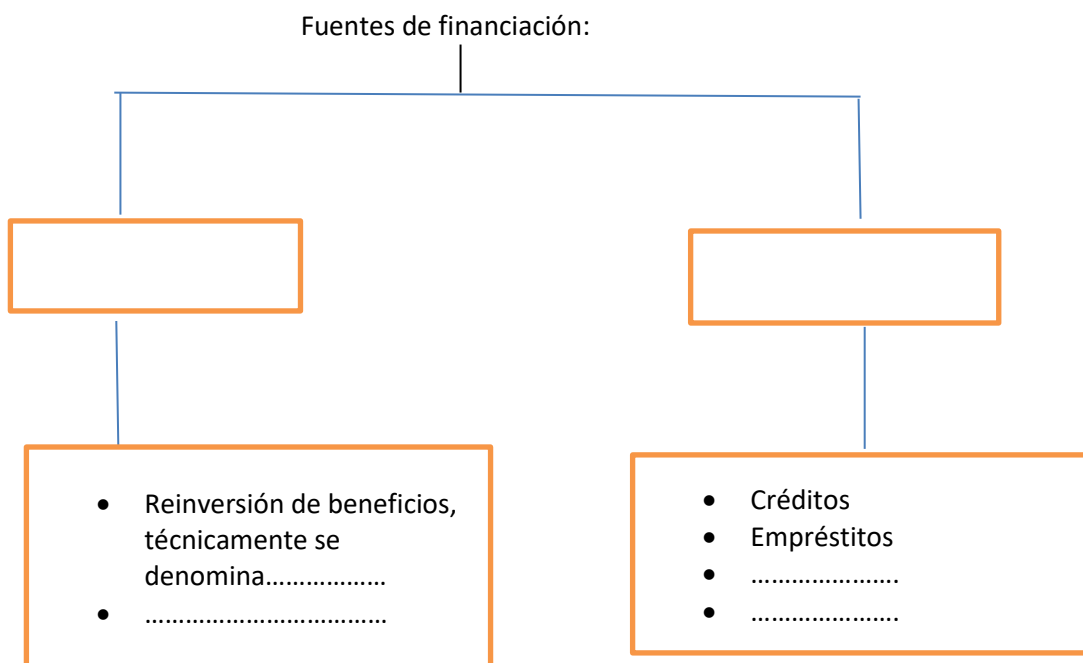 Fuentes de financiación:
• Reinversión de beneficios,
técnicamente se
denomina………………
• ………………………………
• Créditos
• Empréstitos
• ………………….
• ………………….